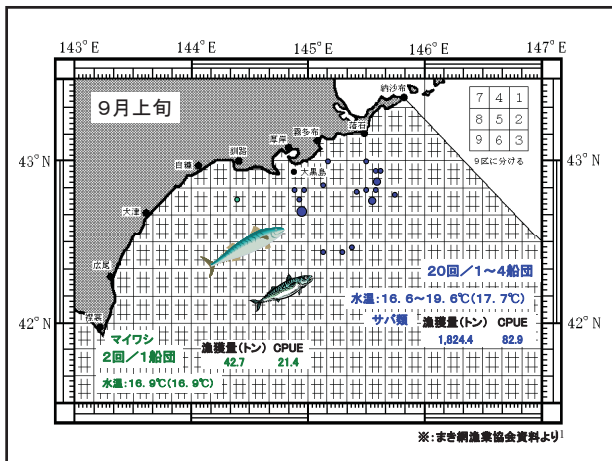 143°E 144°E 145°E 146°E 147°E
9月上旬
納沙布
落石
霧多布
厚岸
釧路
白糠
大黒島
大津
広尾
襟裳
7 4 1
8 5 2
9 6 3
9区に分ける
43°N 43°N
42°N 42°N
20回/1~4船団
水温:16.6~19.6℃(17.7℃)
サバ類 漁獲量(トン) CPUE
1,824.4 82.9
マイワシ 漁獲量(トン) CPUE
2回/1船団 42.7 21.4
水温:16.9℃(16.9℃)
143°E 144°E 145°E 146°E 147°E
※:まき網漁業協会資料より1